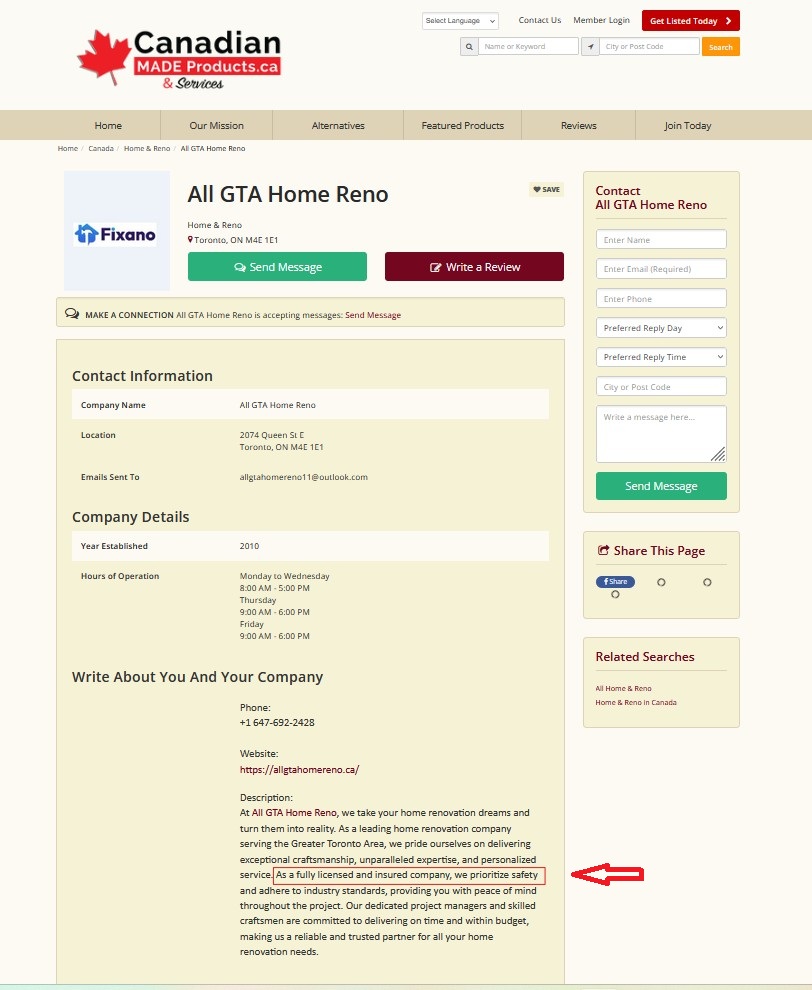 Select Language
Contact Us
Member Login
Get Listed Today
Canadian
MADE Products.ca
& Services
Name or Keyword
City or Post Code
Search
Home
Our Mission
Alternatives
Featured Products
Reviews
Join Today
Home / Canada / Home & Reno / All GTA Home Reno
Fixano
All GTA Home Reno
SAVE
Home & Reno
Toronto, ON M4E 1E1
Send Message
Write a Review
MAKE A CONNECTION All GTA Home Reno is accepting messages: Send Message
Contact Information
Company Name All GTA Home Reno
Location 2074 Queen St E
Toronto, ON M4E 1E1
Emails Sent To allgtahomereno11@outlook.com
Company Details
Year Established 2010
Hours of Operation Monday to Wednesday
8:00 AM - 5:00 PM
Thursday
9:00 AM - 6:00 PM
Friday
9:00 AM - 6:00 PM
Write About You And Your Company
Phone:
+1 647-692-2428
Website:
https://allgtahomereno.ca/
Description:
At All GTA Home Reno, we take your home renovation dreams and
turn them into reality. As a leading home renovation company
serving the Greater Toronto Area, we pride ourselves on delivering
exceptional craftsmanship, unparalleled expertise, and personalized
service. As a fully licensed and insured company, we prioritize safety
and adhere to industry standards, providing you with peace of mind
throughout the project. Our dedicated project managers and skilled
craftsmen are committed to delivering on time and within budget,
making us a reliable and trusted partner for all your home
renovation needs.
Contact
All GTA Home Reno
Enter Name
Enter Email (Required)
Enter Phone
Preferred Reply Day
Preferred Reply Time
City or Post Code
Write a message here...
Send Message
Share This Page
f Share
Related Searches
All Home & Reno
Home & Reno in Canada